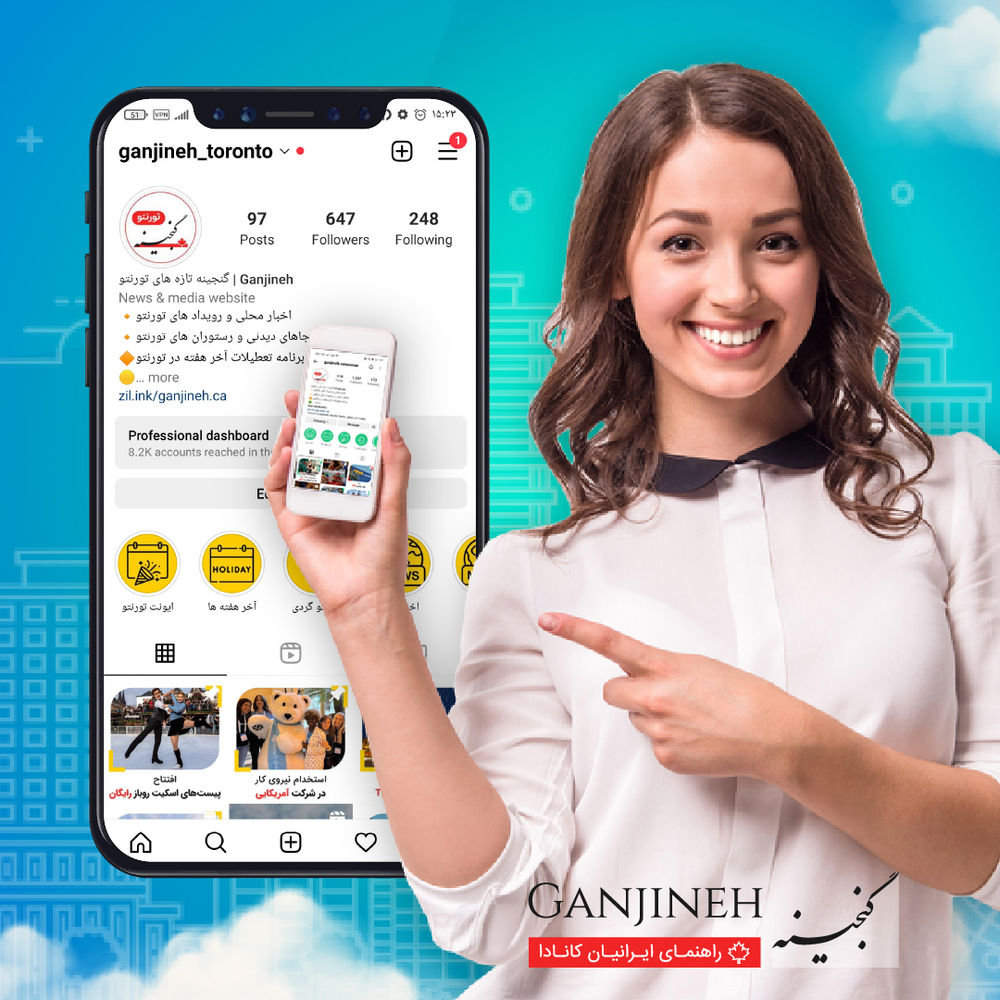 51 VPN ۱۵:۲۳
ganjineh_toronto
1
97 647 248
Posts Followers Following
تورنتو
گنجینه
گنجینه تازه های تورنتو | Ganjineh
News & media website
اخبار محلی و رویداد های تورنتو
جاهای دیدنی و رستوران های تورنتو
برنامه تعطیلات آخر هفته در تورنتو
... more
zil.ink/ganjineh.ca
Professional dashboard
8.2K accounts reached in the
HOLIDAY
ایونت تورنتو
آخر هفته ها
افتتاح
پیست‌های اسکیت روباز رایگان
استخدام نیروی کار
در شرکت آمریکایی
GANJINEH
گنجینه
راهنمای ایرانیان کانادا